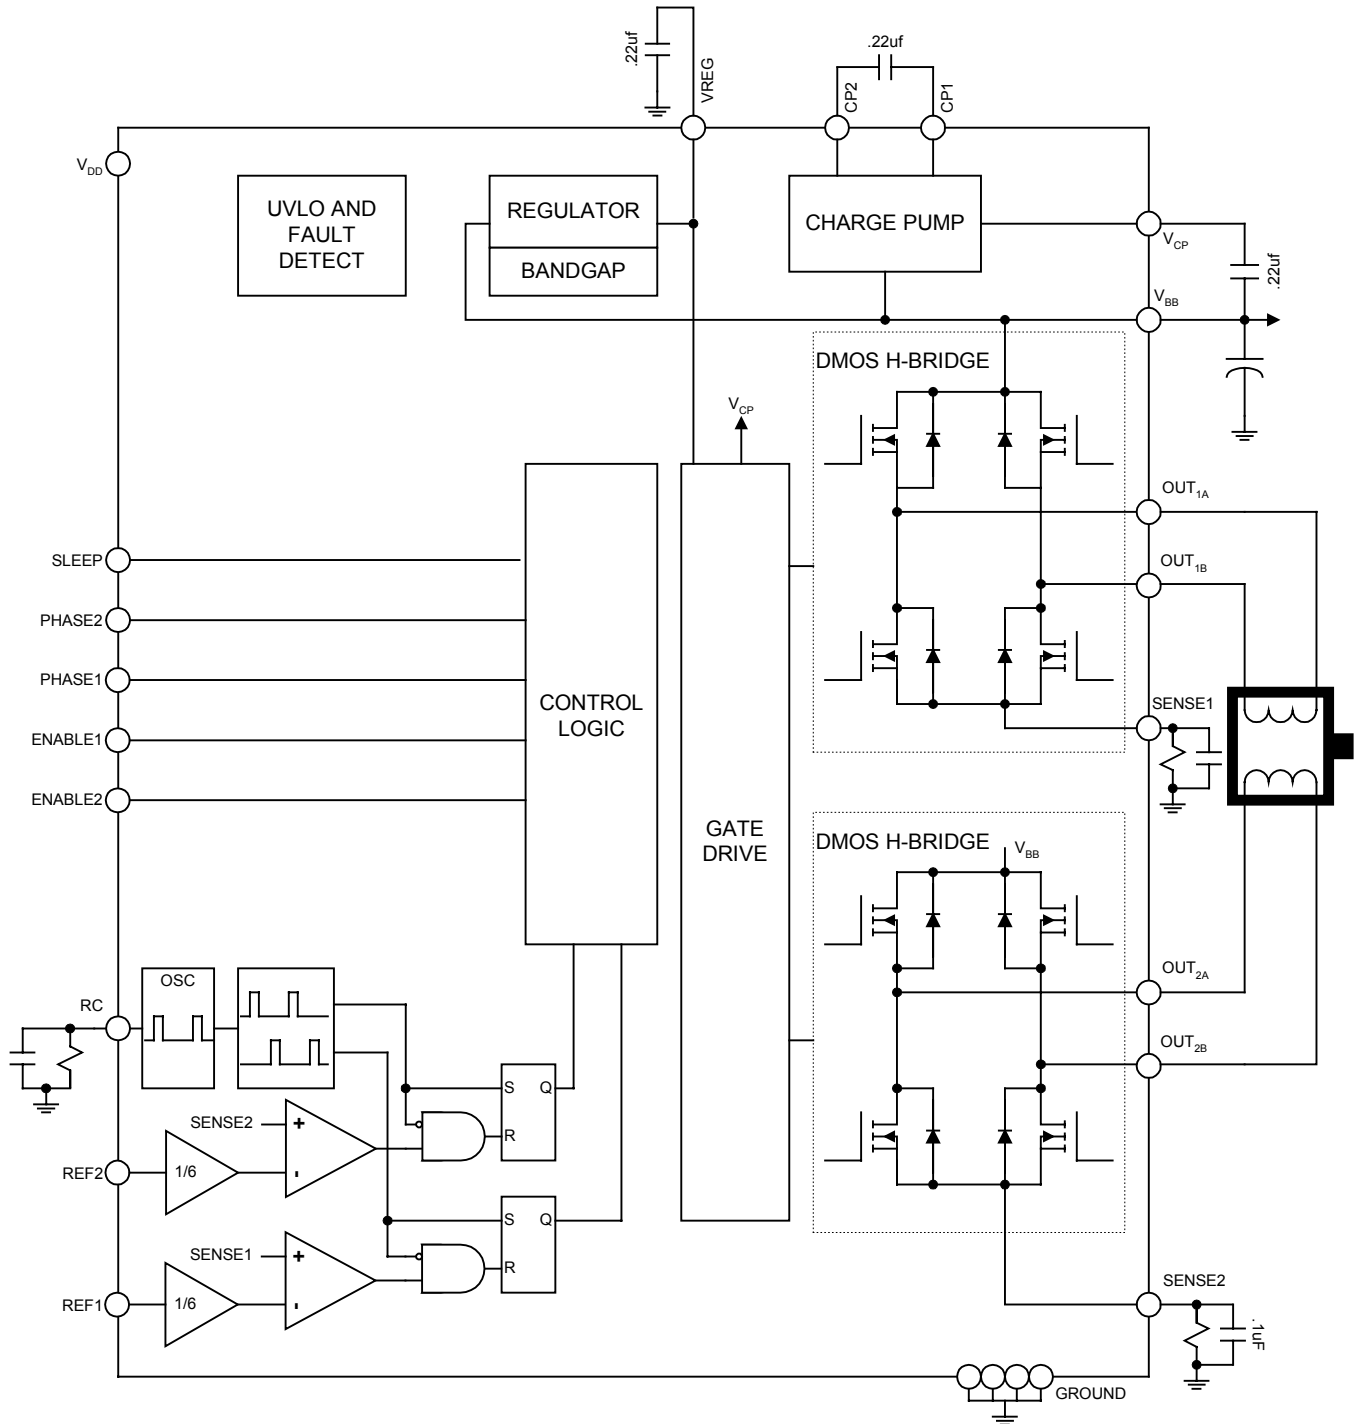 .22uf
VREG
.22uf
CP2
CP1
VDD
UVLO AND
FAULT
DETECT
REGULATOR
BANDGAP
CHARGE PUMP
VCP
.22uf
VBB
DMOS H-BRIDGE
VCP
OUT1A
OUT1B
SLEEP
PHASE2
PHASE1
ENABLE1
ENABLE2
CONTROL
LOGIC
GATE
DRIVE
SENSE1
DMOS H-BRIDGE
VBB
OUT2A
OUT2B
RC
OSC
S
Q
R
SENSE2
+
-
REF2
1/6
S
Q
R
SENSE1
+
-
REF1
1/6
SENSE2
.1uF
GROUND